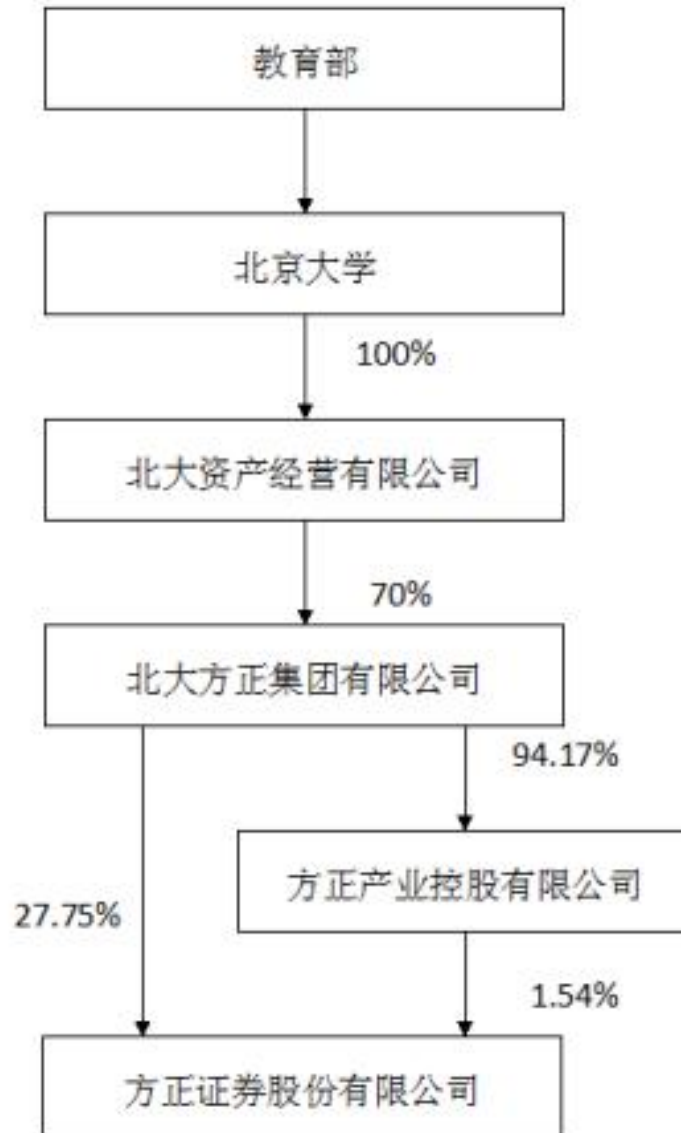 教育部
北京大学
100%
北大资产经营有限公司
70%
北大方正集团有限公司
94.17%
方正产业控股有限公司
27.75%
1.54%
方正证券股份有限公司